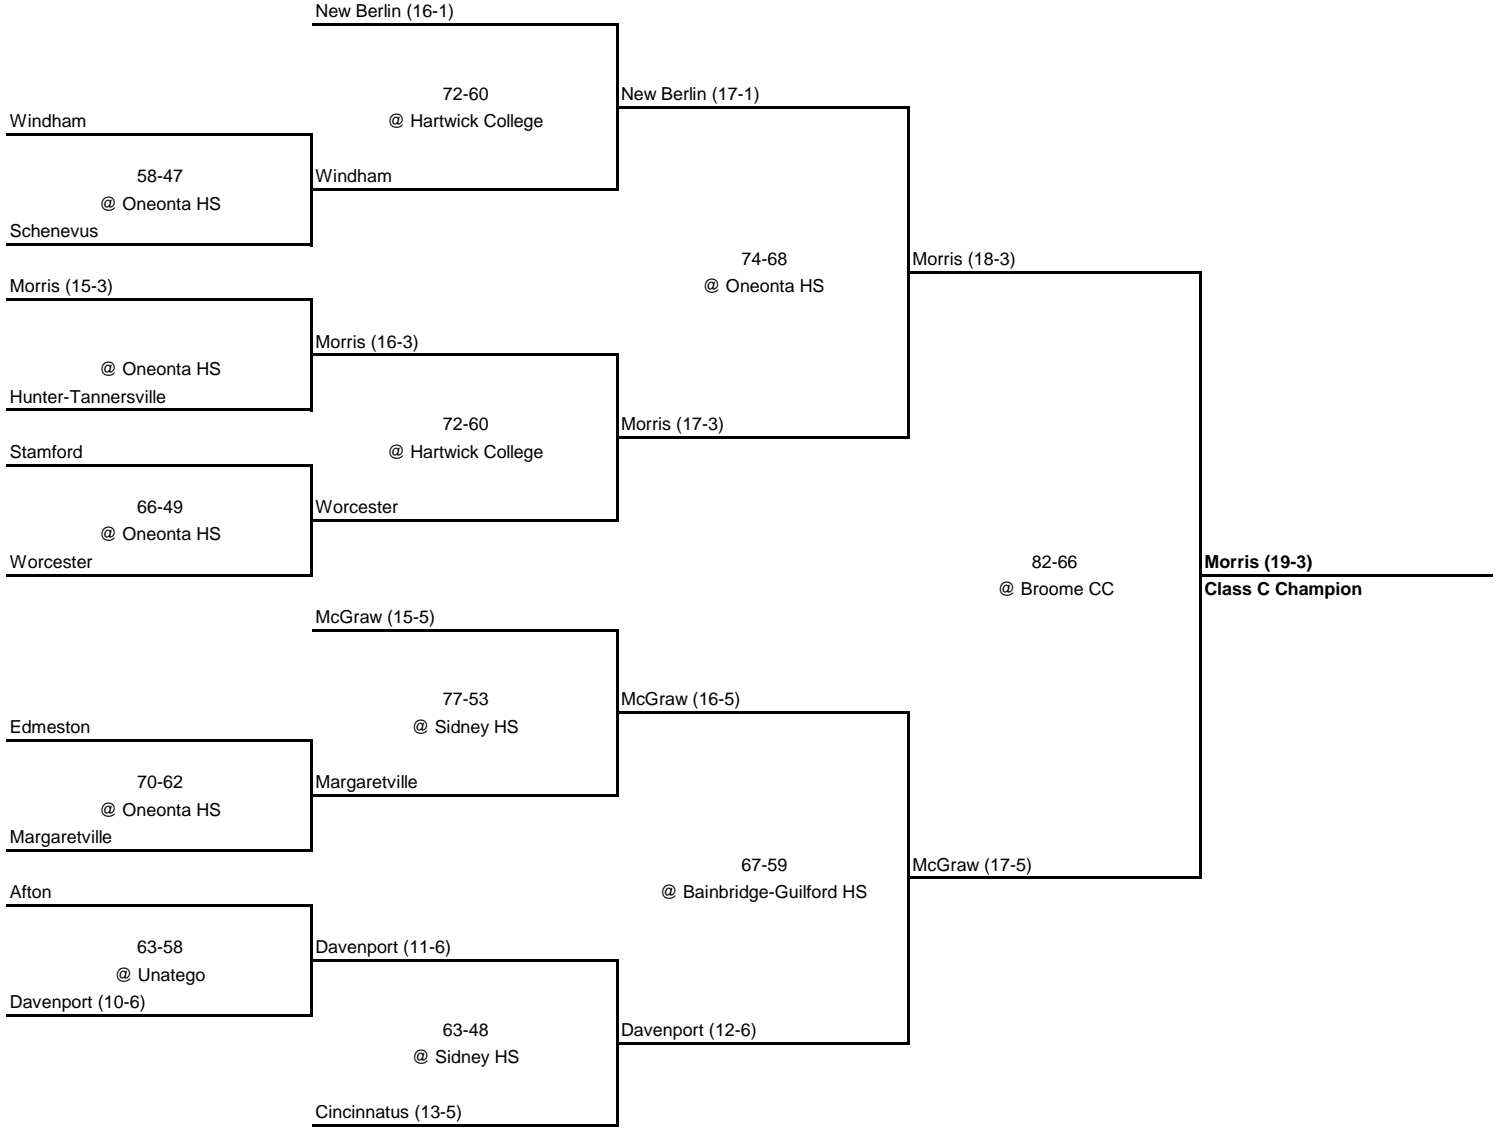 New Berlin (16-1)
72-60
@ Hartwick College
New Berlin (17-1)
Windham
58-47
@ Oneonta HS
Windham
Schenevus
74-68
@ Oneonta HS
Morris (18-3)
Morris (15-3)
@ Oneonta HS
Morris (16-3)
Hunter-Tannersville
72-60
@ Hartwick College
Morris (17-3)
Stamford
66-49
@ Oneonta HS
Worcester
Worcester
82-66
@ Broome CC
Morris (19-3)
Class C Champion
McGraw (15-5)
77-53
@ Sidney HS
McGraw (16-5)
Edmeston
70-62
@ Oneonta HS
Margaretville
Margaretville
67-59
@ Bainbridge-Guilford HS
McGraw (17-5)
Afton
63-58
@ Unatego
Davenport (11-6)
Davenport (10-6)
63-48
@ Sidney HS
Davenport (12-6)
Cincinnatus (13-5)